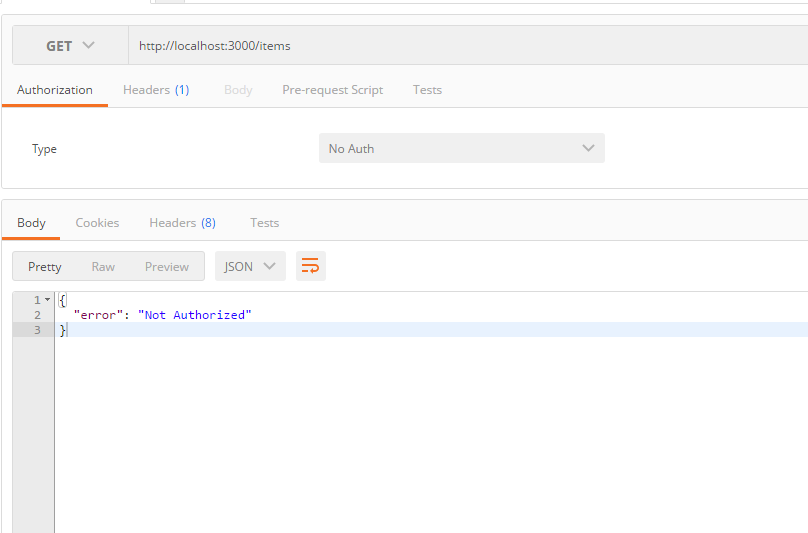 GET http://localhost:3000/items
Authorization Headers (1) Body Pre-request Script Tests
Type No Auth
Body Cookies Headers (8) Tests
Pretty Raw Preview JSON
1 {
2 "error": "Not Authorized"
3 }